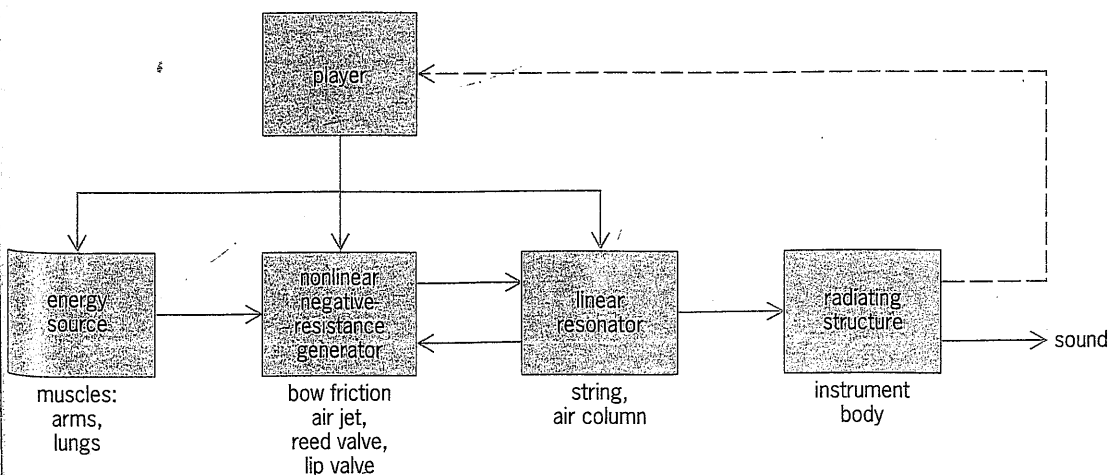 player
energy
source
nonlinear
negative
resistance
generator
linear
resonator
radiating
structure
sound
muscles:
arms,
lungs
bow friction
air jet,
reed valve,
lip valve
string,
air column
instrument
body